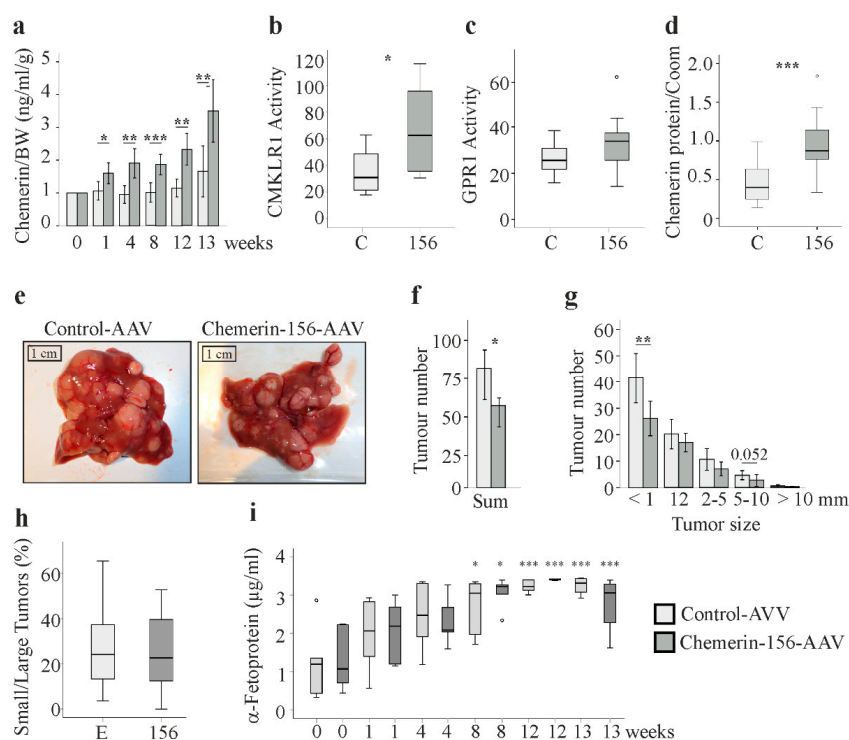 a
Chemerin/BW (ng/ml/g)
5
4
3
2
1
0
* ** *** ** **
0 1 4 8 12 13 weeks
b
CMKLR1 Activity
120
100
80
60
40
20
0
*
C 156
c
GPR1 Activity
60
40
20
0
C 156
d
Chemerin protein/Coom
2.0
1.5
1.0
0.5
0.0
***
C 156
e
Control-AAV Chemerin-156-AAV
1 cm 1 cm
f
Tumour number
100
75
50
00
*
Sum
g
Tumour number
60
50
40
30
20
10
0
**
0.052
< 1 12 2-5 5-10 > 10 mm
Tumor size
h
Small/Large Tumors (%)
80
60
40
20
0
E 156
i
α-Fetoprotein (µg/ml)
4
3
2
1
0
* * *** *** *** ***
0 0 1 1 4 4 8 8 12 12 13 13 weeks
Control-AVV
Chemerin-156-AAV